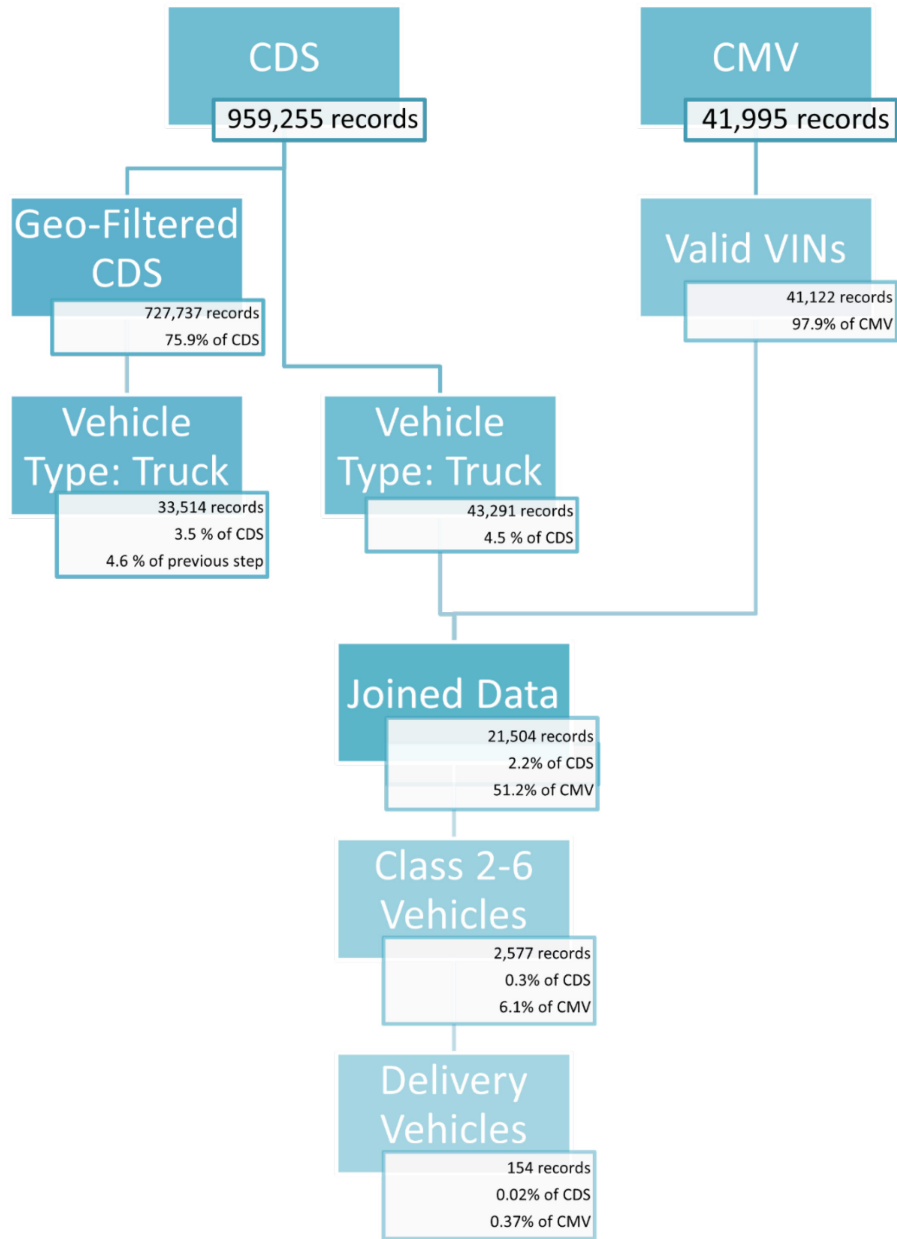 CDS
959,255 records
CMV
41,995 records
Geo-Filtered
CDS
727,737 records
75.9% of CDS
Valid VINs
41,122 records
97.9% of CMV
Vehicle
Type: Truck
33,514 records
3.5 % of CDS
4.6 % of previous step
Vehicle
Type: Truck
43,291 records
4.5 % of CDS
Joined Data
21,504 records
2.2% of CDS
51.2% of CMV
Class 2-6
Vehicles
2,577 records
0.3% of CDS
6.1% of CMV
Delivery
Vehicles
154 records
0.02% of CDS
0.37% of CMV